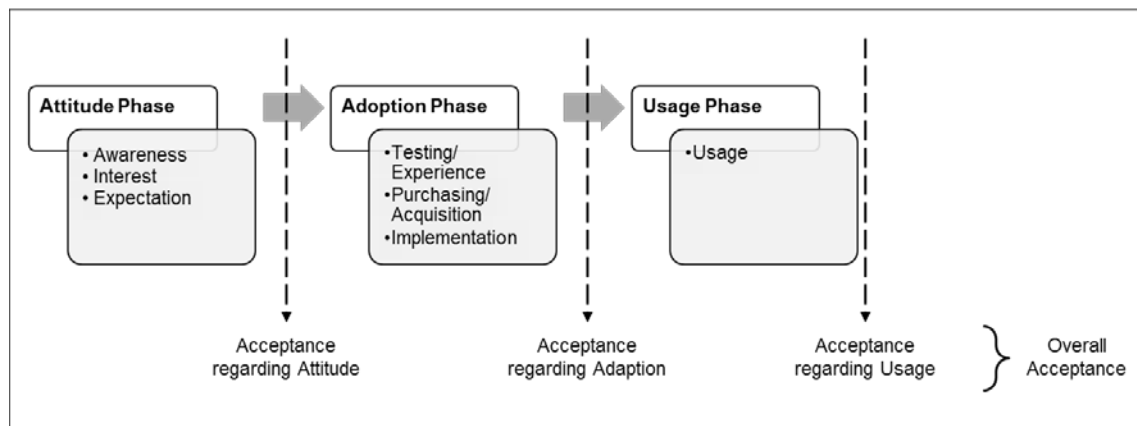 Attitude Phase
• Awareness
• Interest
• Expectation
Adoption Phase
•Testing/
Experience
•Purchasing/
Acquisition
•Implementation
Usage Phase
•Usage
Acceptance
regarding Attitude
Acceptance
regarding Adaption
Acceptance
regarding Usage
Overall
Acceptance